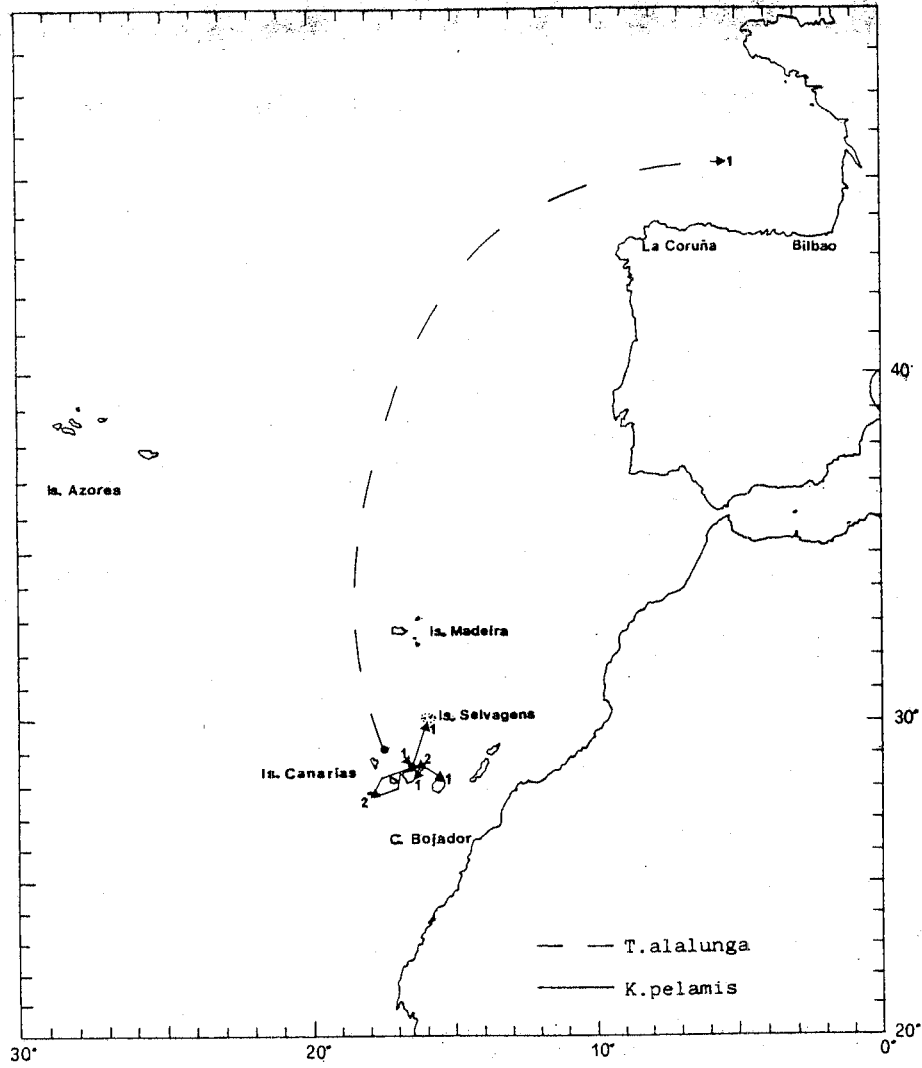 1
La Coruña
Bilbao
40°
Is. Azores
Is. Madeira
Is. Selvagens
1
30°
1
2
Is. Canarías
1
1
2
C. Bojador
T.alalunga
K.pelamis
20°
30°
20°
10°
0°